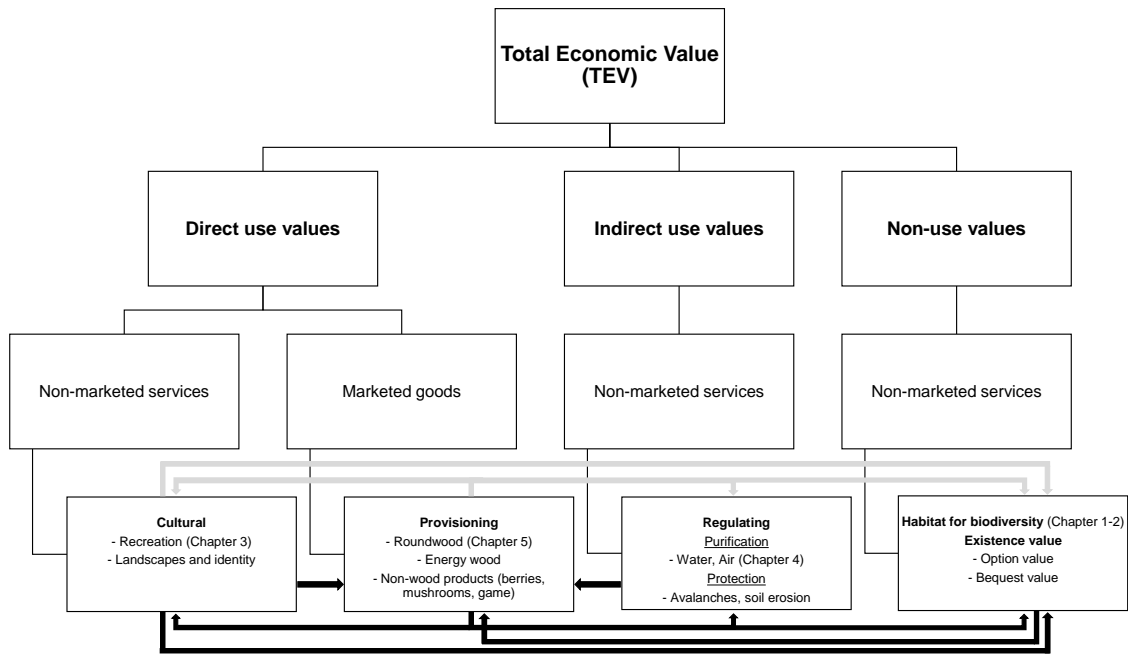 Total Economic Value
(TEV)
Direct use values
Indirect use values
Non-use values
Non-marketed services
Marketed goods
Non-marketed services
Non-marketed services
Cultural
- Recreation (Chapter 3)
- Landscapes and identity
Provisioning
- Roundwood (Chapter 5)
- Energy wood
- Non-wood products (berries,
mushrooms, game)
Regulating
Purification
- Water, Air (Chapter 4)
Protection
- Avalanches, soil erosion
Habitat for biodiversity (Chapter 1-2)
Existence value
- Option value
- Bequest value